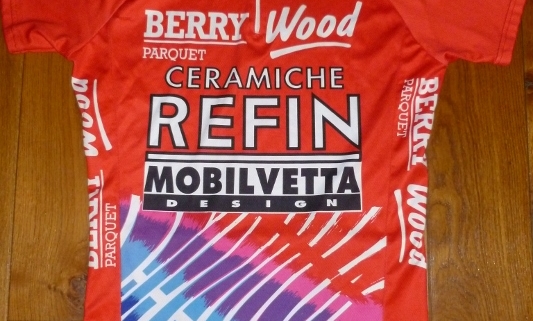 BERRY Wood
PARQUET
CERAMICHE
REFIN
MOBILVETTA
DESIGN
Wood
BERRY
PARQUET
BERRY
PARQUET
Wood